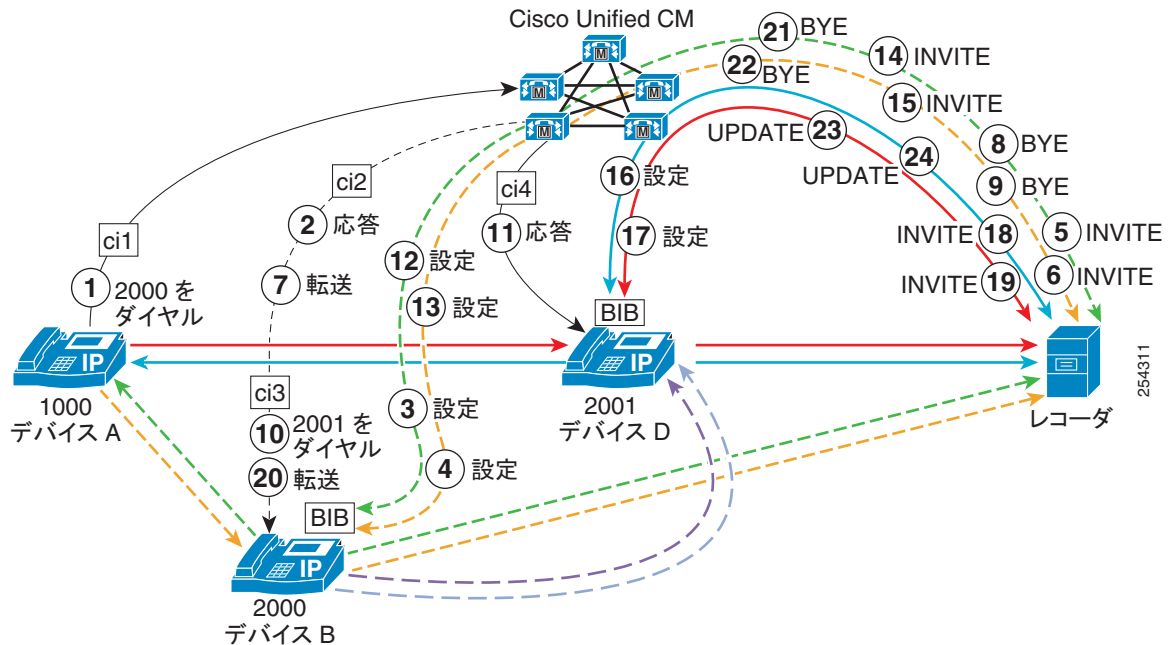 Cisco Unified CM
M
M
M
M
M
21 BYE
14 INVITE
22 BYE
15 INVITE
UPDATE 23
8 BYE
UPDATE 24
9 BYE
ci2
ci4
16 設定
2 応答
ci1
11 応答
17 設定
INVITE 18
5 INVITE
12 設定
7 転送
INVITE 19
6 INVITE
1 2000 を
ダイヤル
13 設定
BIB
IP
IP
1000
デバイス A
ci3
3 設定
2001
デバイス D
レコーダ
254311
10 2001 を
ダイヤル
20 転送
4 設定
BIB
IP
2000
デバイス B